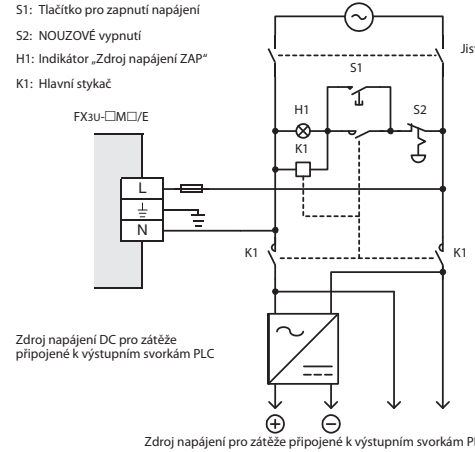 S1: Tlačítko pro zapnutí napájení
S2: NOUZOVÉ vypnutí
H1: Indikátor „Zdroj napájení ZAP“
K1: Hlavní stykač
FX3U-□M□/E
Jis
S1
H1
S2
K1
L
N
K1
K1
Zdroj napájení DC pro zátěže
připojené k výstupním svorkám PLC
Zdroj napájení pro zátěže připojené k výstupním svorkám